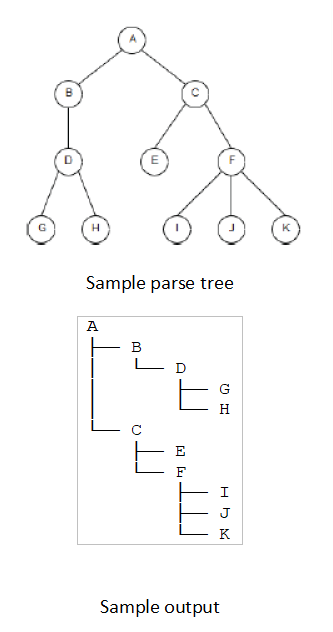 A
B C
D E F
G H I J K
Sample parse tree
A
B
D
G
H
C
E
F
I
J
K
Sample output